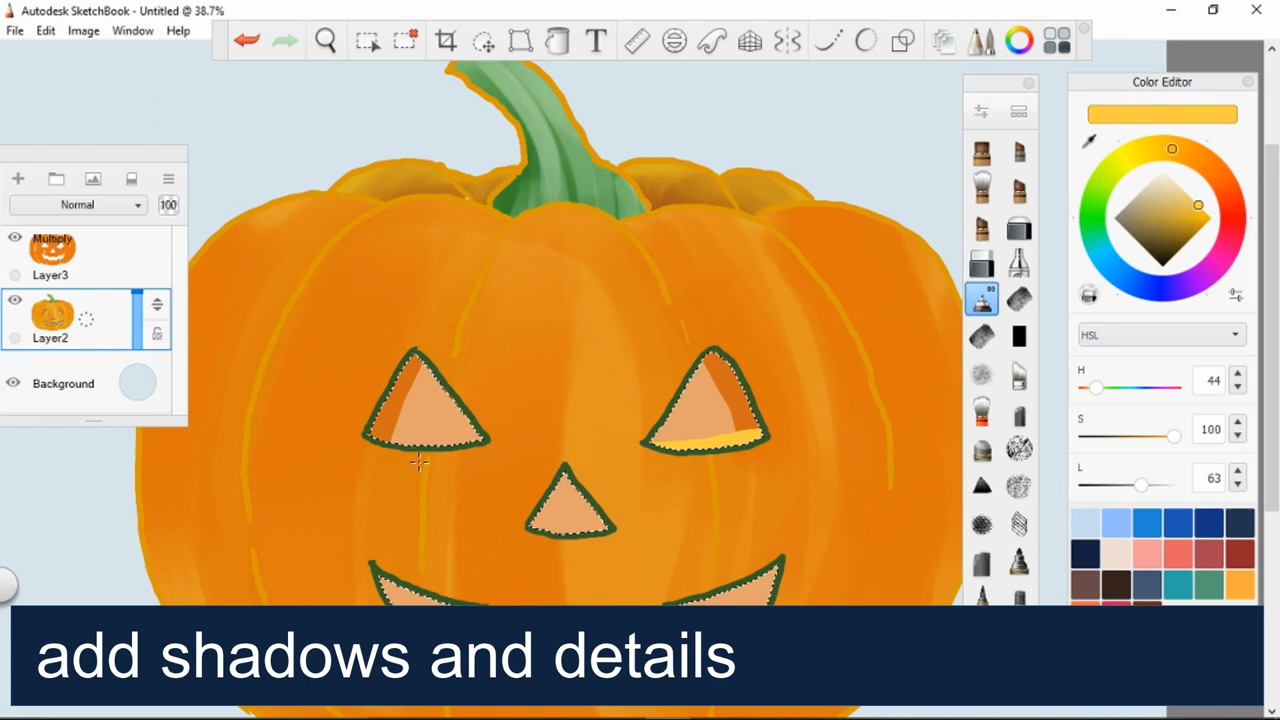 Autodesk SketchBook - Untitled @ 38.7%
File Edit Image Window Help
T
Color Editor
Normal 100
Multiply
Layer3
Layer2
Background
HSL
H 44
S 100
L 63
add shadows and details